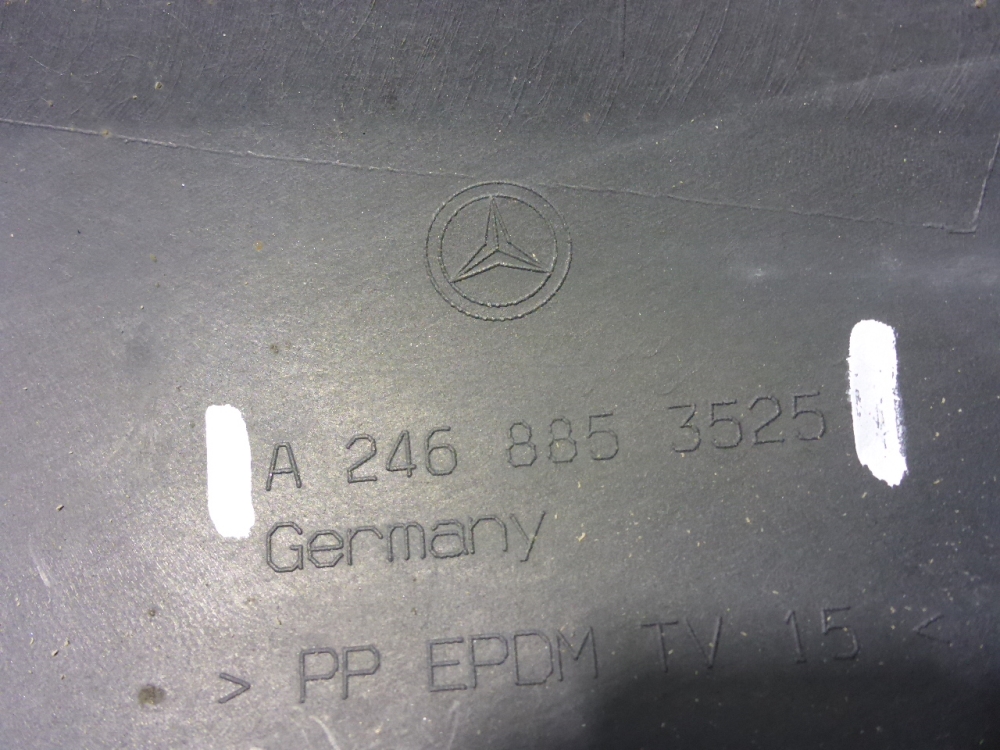 A 246 885 3525
Germany
> PP EPDM TV 15 <